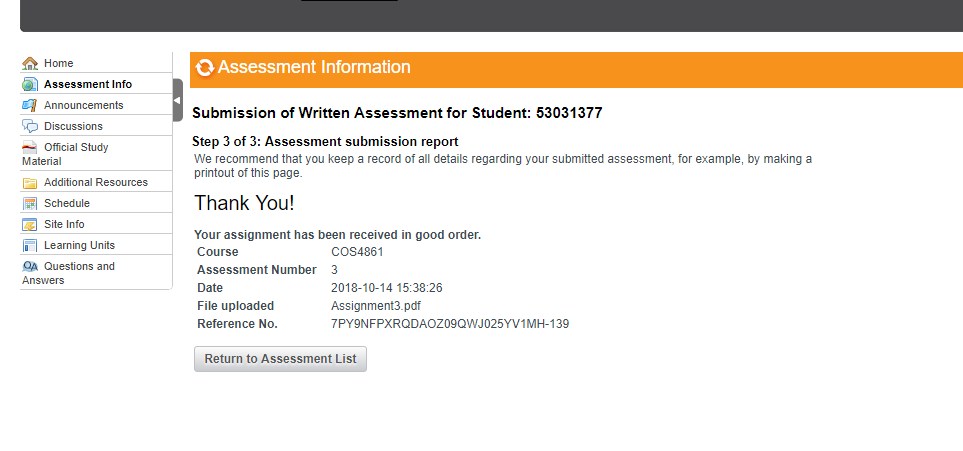 Home
Assessment Info
Announcements
Discussions
Official Study
Material
Additional Resources
Schedule
Site Info
Learning Units
Questions and
Answers
Assessment Information
Submission of Written Assessment for Student: 53031377
Step 3 of 3: Assessment submission report
We recommend that you keep a record of all details regarding your submitted assessment, for example, by making a
printout of this page.
Thank You!
Your assignment has been received in good order.
Course COS4861
Assessment Number 3
Date 2018-10-14 15:38:26
File uploaded Assignment3.pdf
Reference No. 7PY9NFPXRQDAOZ09QWJ025YV1MH-139
Return to Assessment List